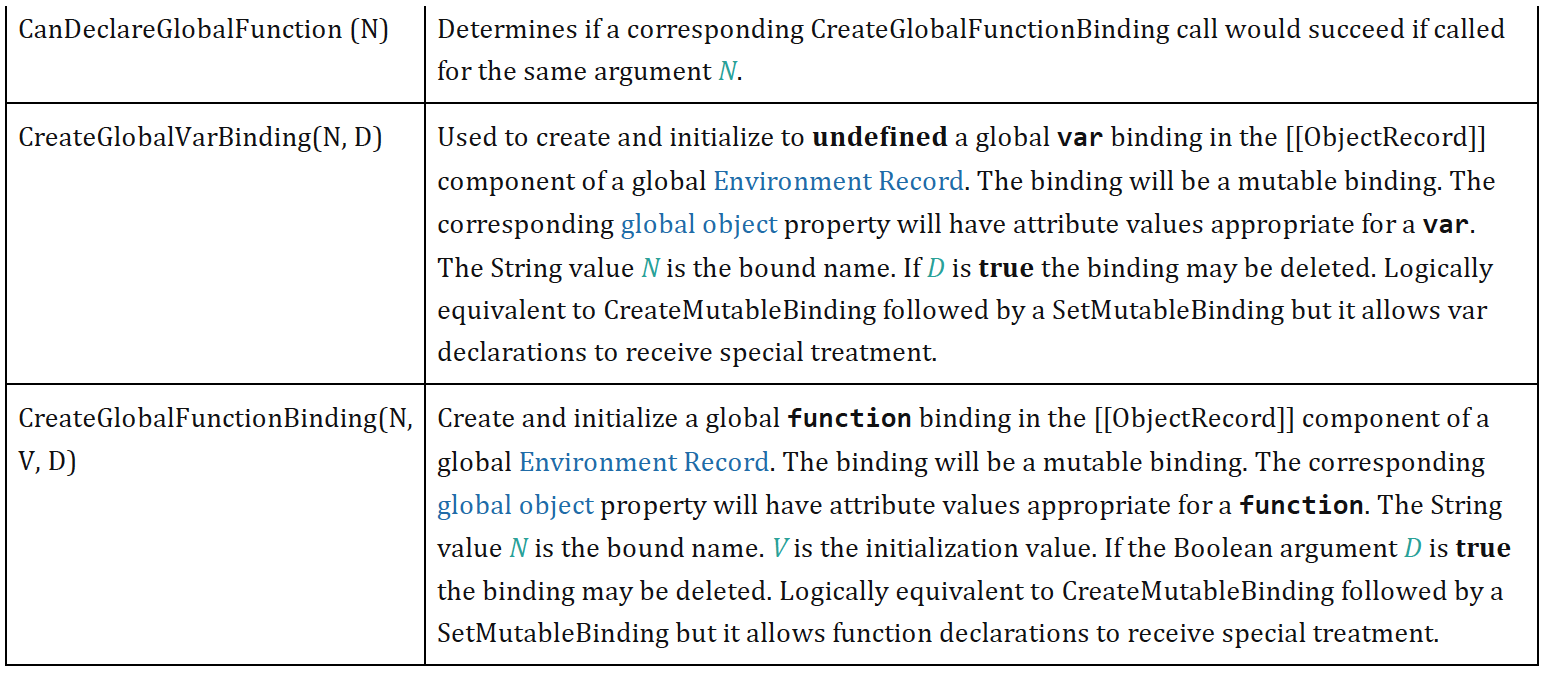 CanDeclareGlobalFunction (N)
Determines if a corresponding CreateGlobalFunctionBinding call would succeed if called
for the same argument N.
CreateGlobalVarBinding(N, D)
Used to create and initialize to undefined a global var binding in the [[ObjectRecord]]
component of a global Environment Record. The binding will be a mutable binding. The
corresponding global object property will have attribute values appropriate for a var.
The String value N is the bound name. If D is true the binding may be deleted. Logically
equivalent to CreateMutableBinding followed by a SetMutableBinding but it allows var
declarations to receive special treatment.
CreateGlobalFunctionBinding(N,
V, D)
Create and initialize a global function binding in the [[ObjectRecord]] component of a
global Environment Record. The binding will be a mutable binding. The corresponding
global object property will have attribute values appropriate for a function. The String
value N is the bound name. V is the initialization value. If the Boolean argument D is true
the binding may be deleted. Logically equivalent to CreateMutableBinding followed by a
SetMutableBinding but it allows function declarations to receive special treatment.